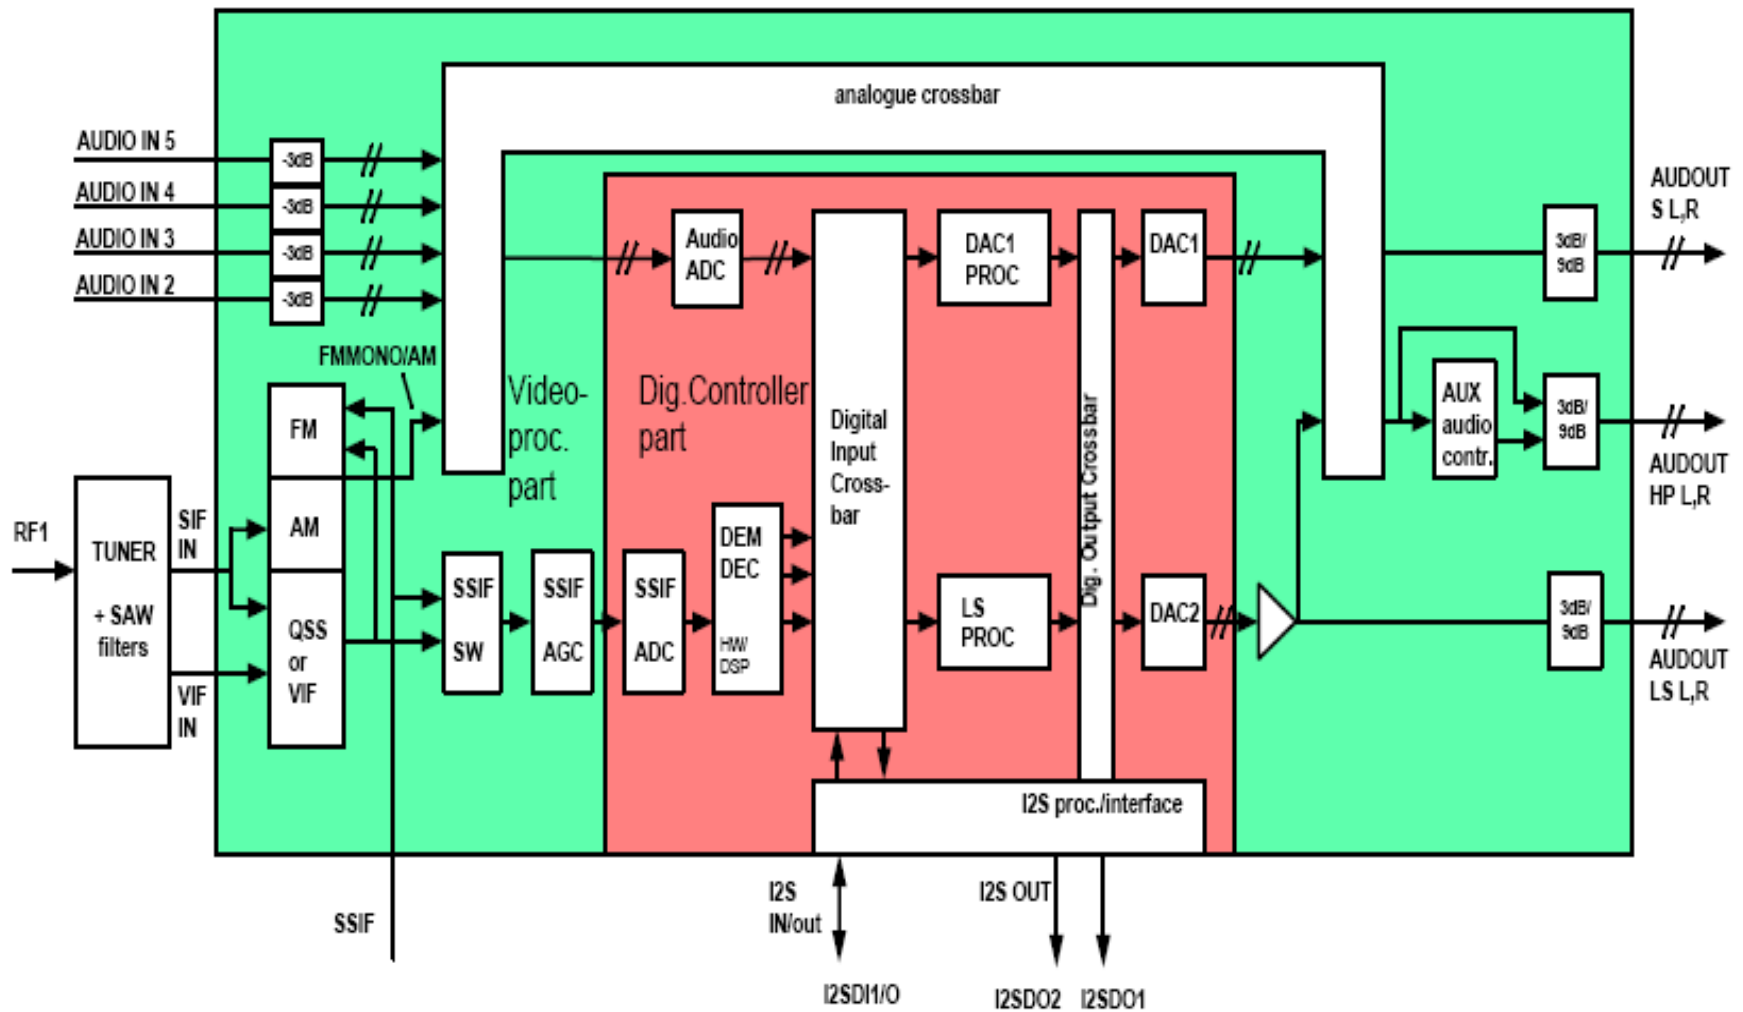 analogue crossbar
AUDIO IN 5
-3dB
AUDIO IN 4
-3dB
AUDIO IN 3
-3dB
AUDIO IN 2
-3dB
AUDOUT
S L,R
3dB/
9dB
Audio
ADC
DAC1
PROC
DAC1
FMMONO/AM
Video-
proc.
part
Dig.Controller
part
Digital
Input
Cross-
bar
Dig. Output Crossbar
AUX
audio
contr.
3dB/
9dB
AUDOUT
HP L,R
FM
AM
RF1
TUNER
+ SAW
filters
SIF
IN
VIF
IN
QSS
or
VIF
SSIF
SW
SSIF
AGC
SSIF
ADC
DEM
DEC
HW/
DSP
LS
PROC
DAC2
3dB/
9dB
AUDOUT
LS L,R
I2S proc./interface
SSIF
I2S
IN/out
I2S OUT
I2SDI1/O
I2SDO2
I2SDO1